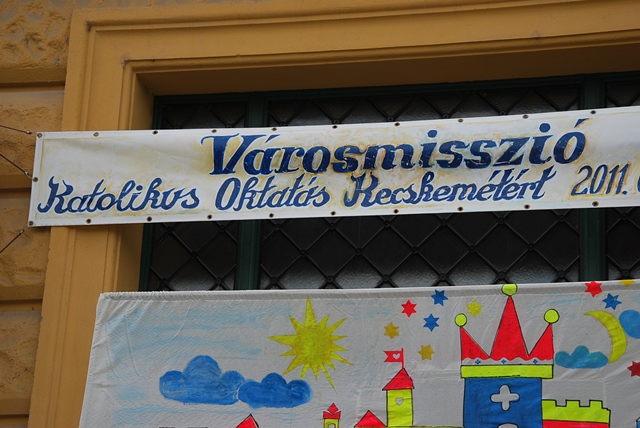 Városmisszió
Katolikus Oktatás Kecskemétért 2011.